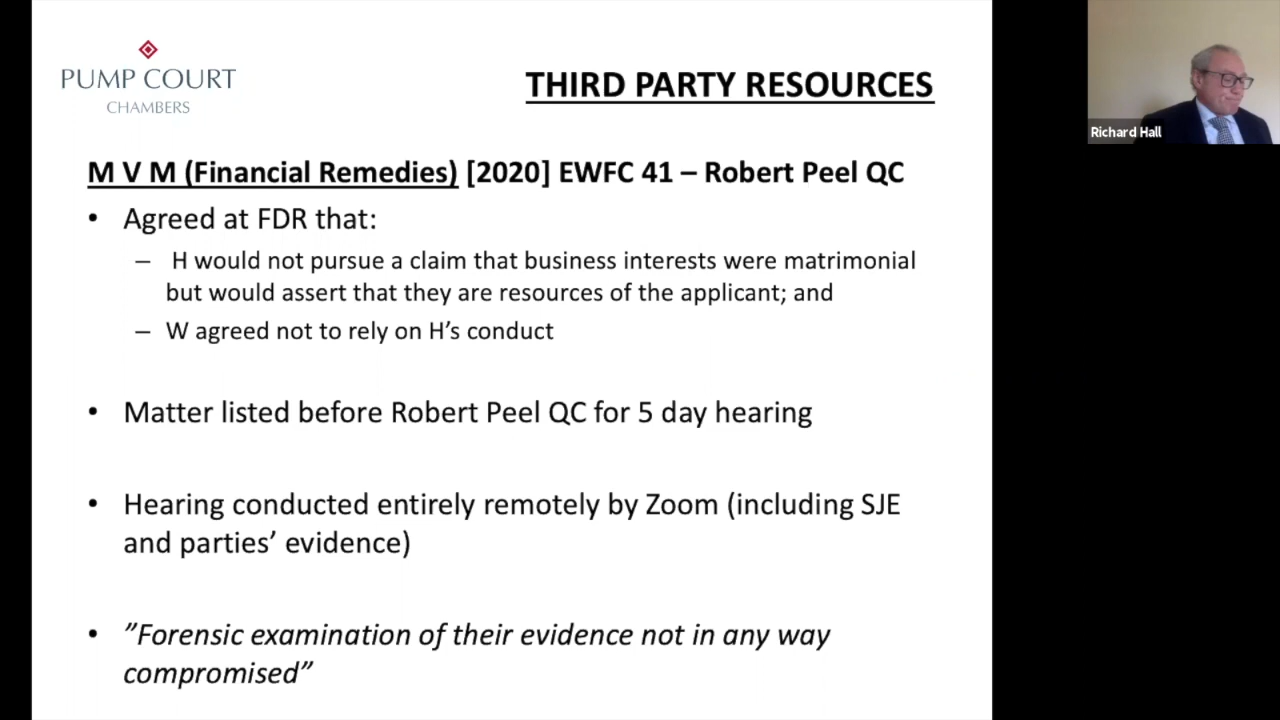 PUMP COURT
CHAMBERS
THIRD PARTY RESOURCES
Richard Hall
M V M (Financial Remedies) [2020] EWFC 41 – Robert Peel QC
• Agreed at FDR that:
– H would not pursue a claim that business interests were matrimonial
but would assert that they are resources of the applicant; and
– W agreed not to rely on H’s conduct
• Matter listed before Robert Peel QC for 5 day hearing
• Hearing conducted entirely remotely by Zoom (including SJE
and parties’ evidence)
• ”Forensic examination of their evidence not in any way
compromised”